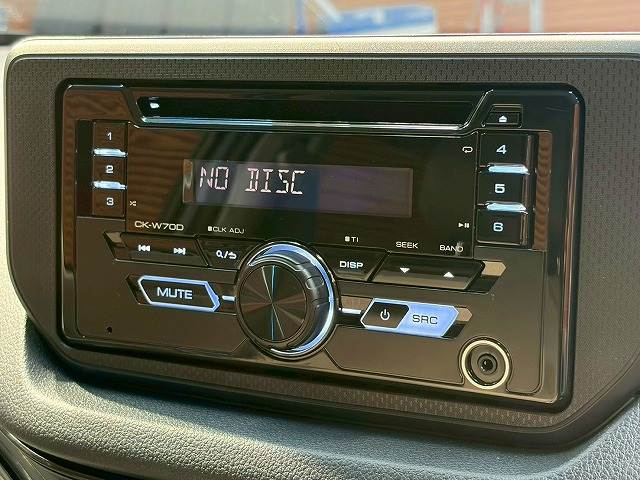 1
2
3
4
5
6
NO DISC
CK-W70D
CLK ADJ
TI
SEEK
BAND
DISP
MUTE
SRC